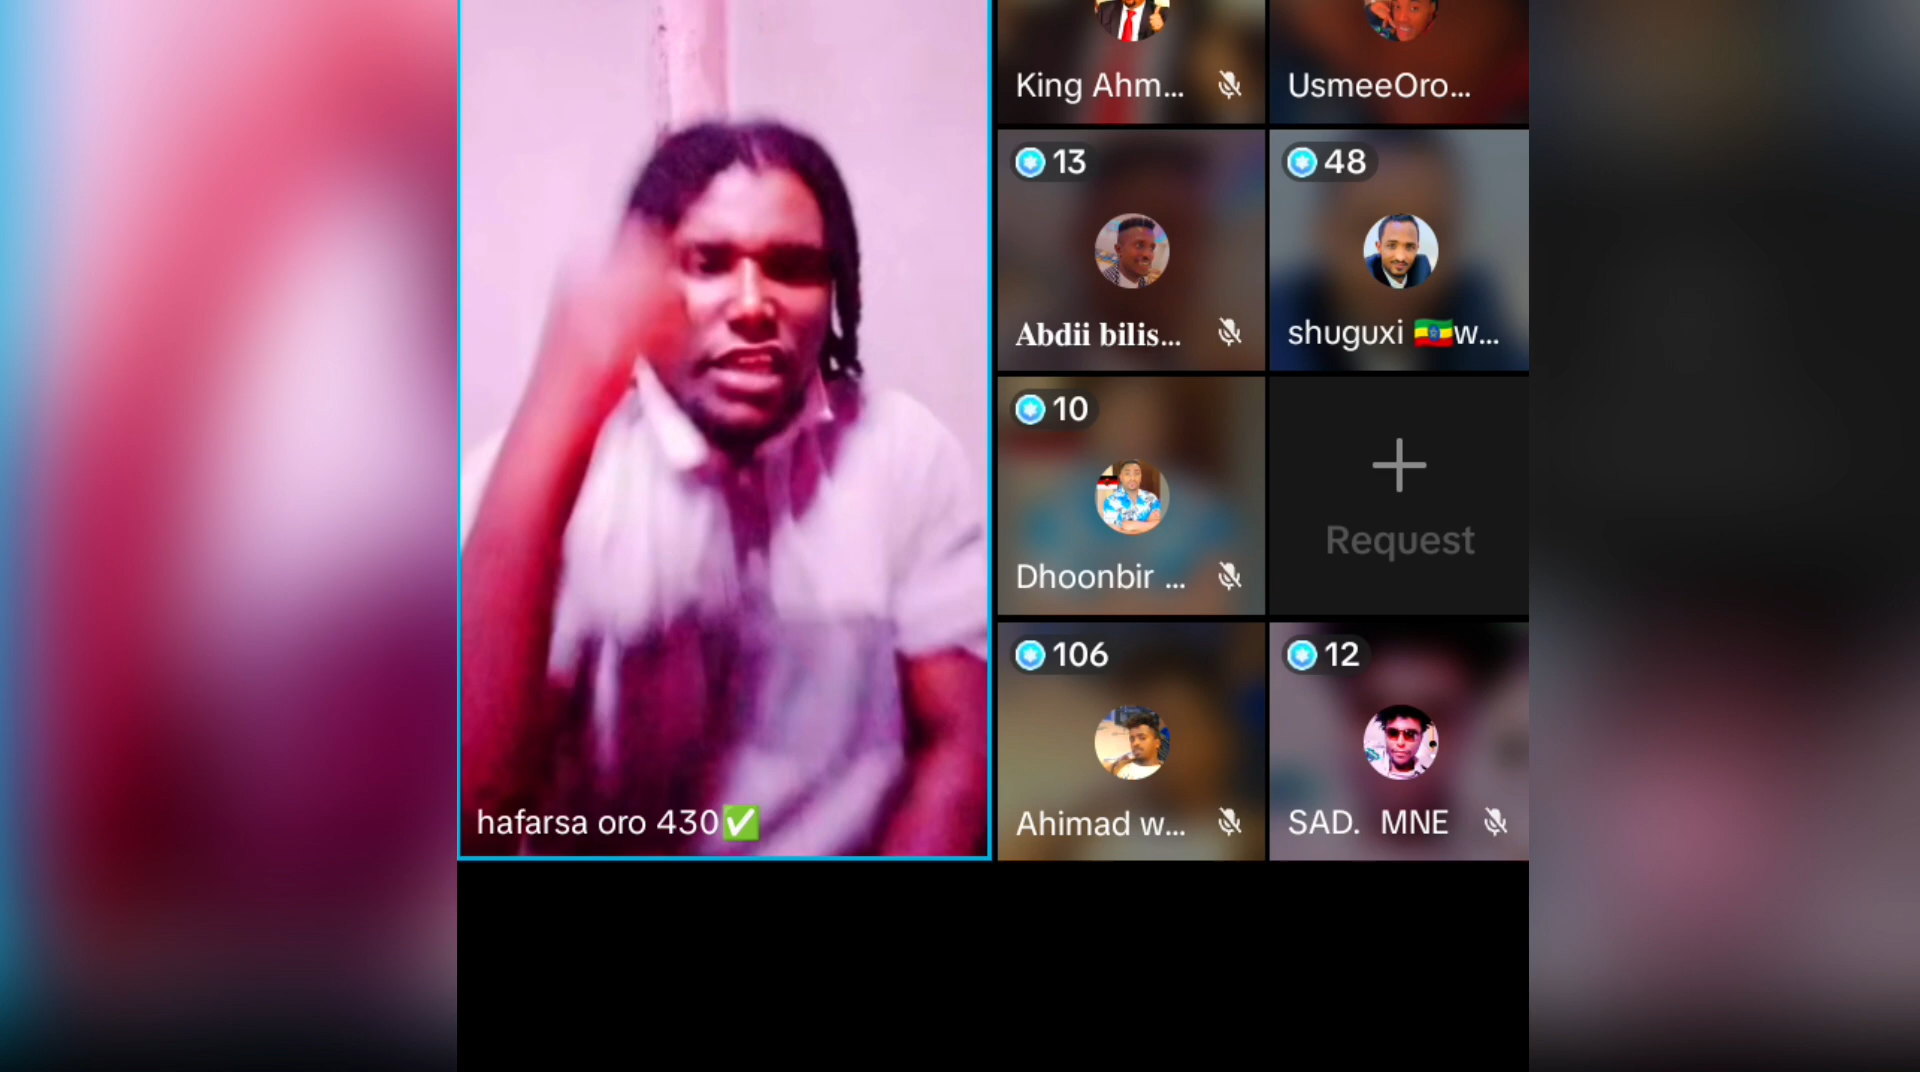 King Ahm...
UsmeeOro...
13
48
Abdii bilis...
shuguxi 🇪🇹w...
10
Dhoonbir ...
Request
106
12
hafarsa oro 430✅
Ahimad w...
SAD. MNE